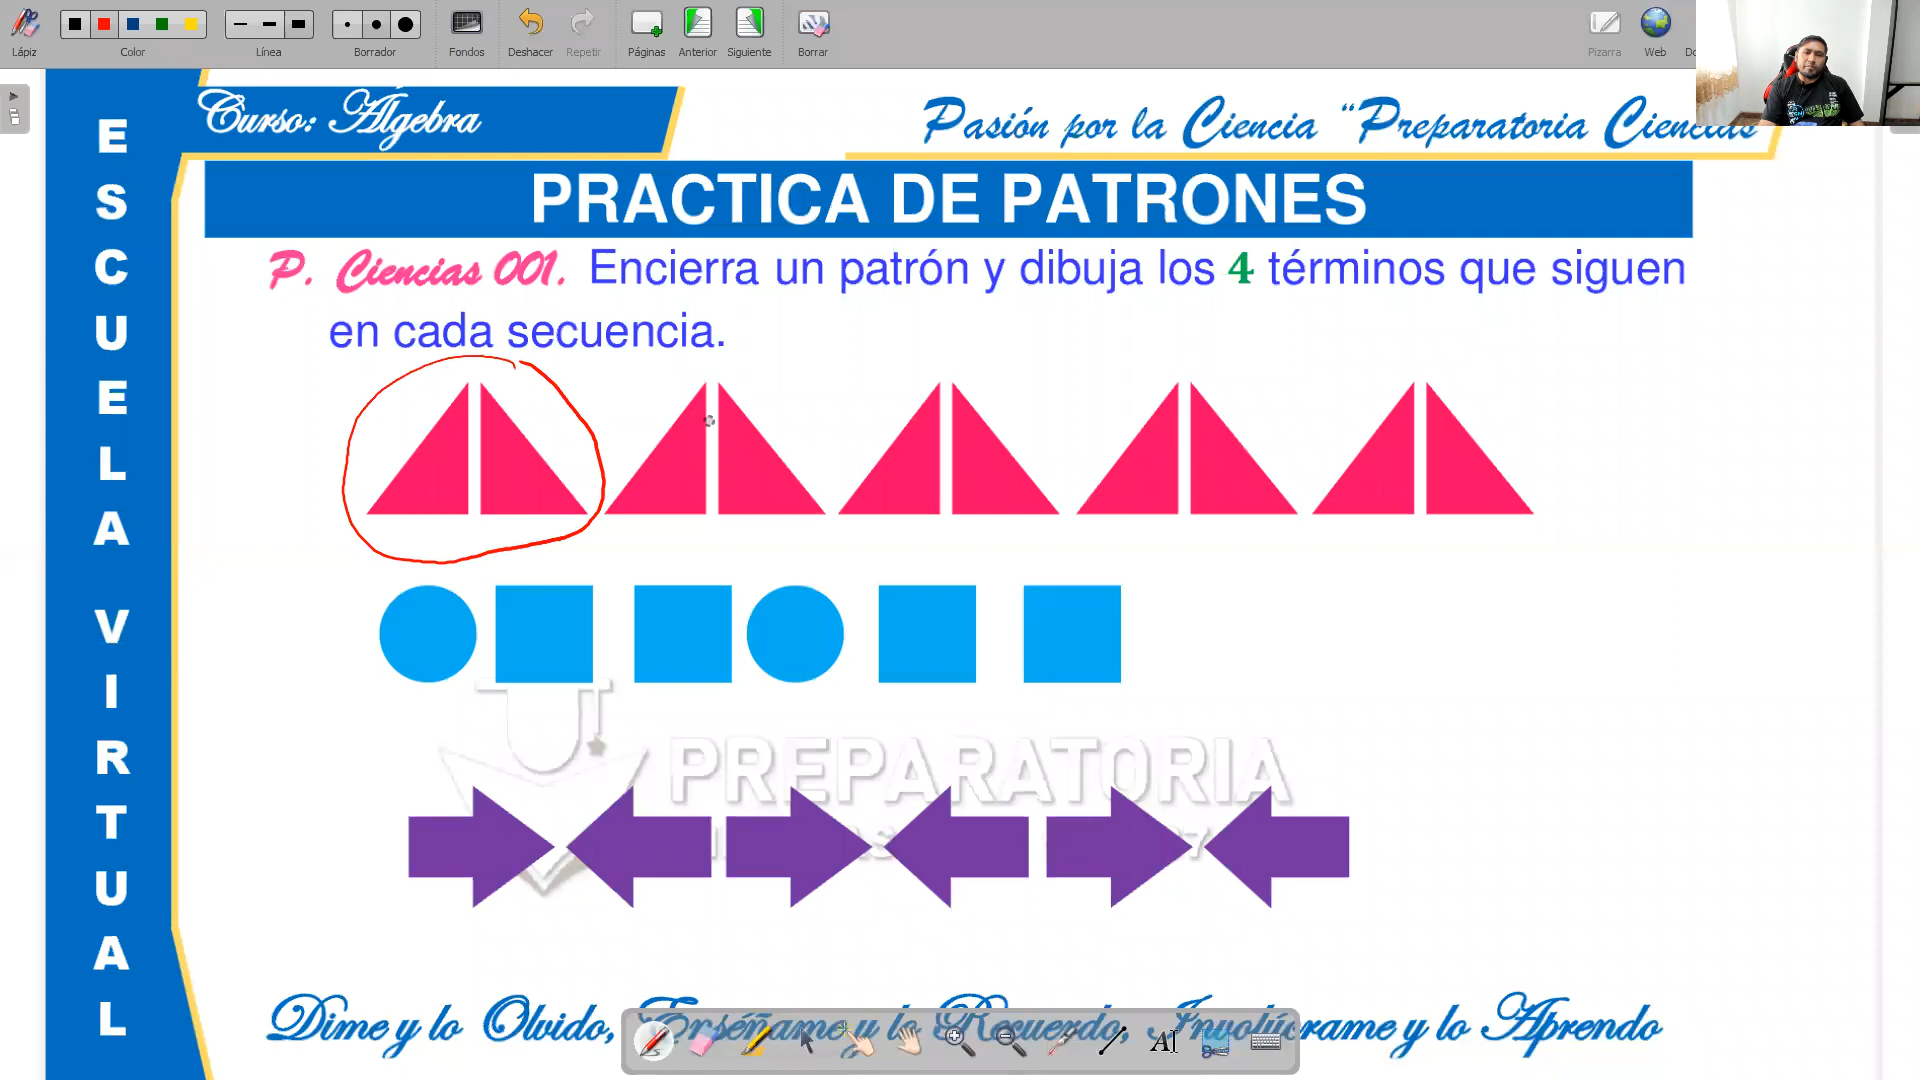 Lápiz
Color
Línea
Borrador
Fondos
Deshacer
Repetir
Páginas
Anterior
Siguiente
Borrar
Pizarra
Web
Curso: Álgebra
Pasión por la Ciencia “Preparatoria Ciencias
ESCUELA VIRTUAL
PRACTICA DE PATRONES
P. Ciencias 001. Encierra un patrón y dibuja los 4 términos que siguen
en cada secuencia.
PREPARATORIA
Dime y lo Olvido, Enséñame y lo Recuerdo, Involúcrame y lo Aprendo